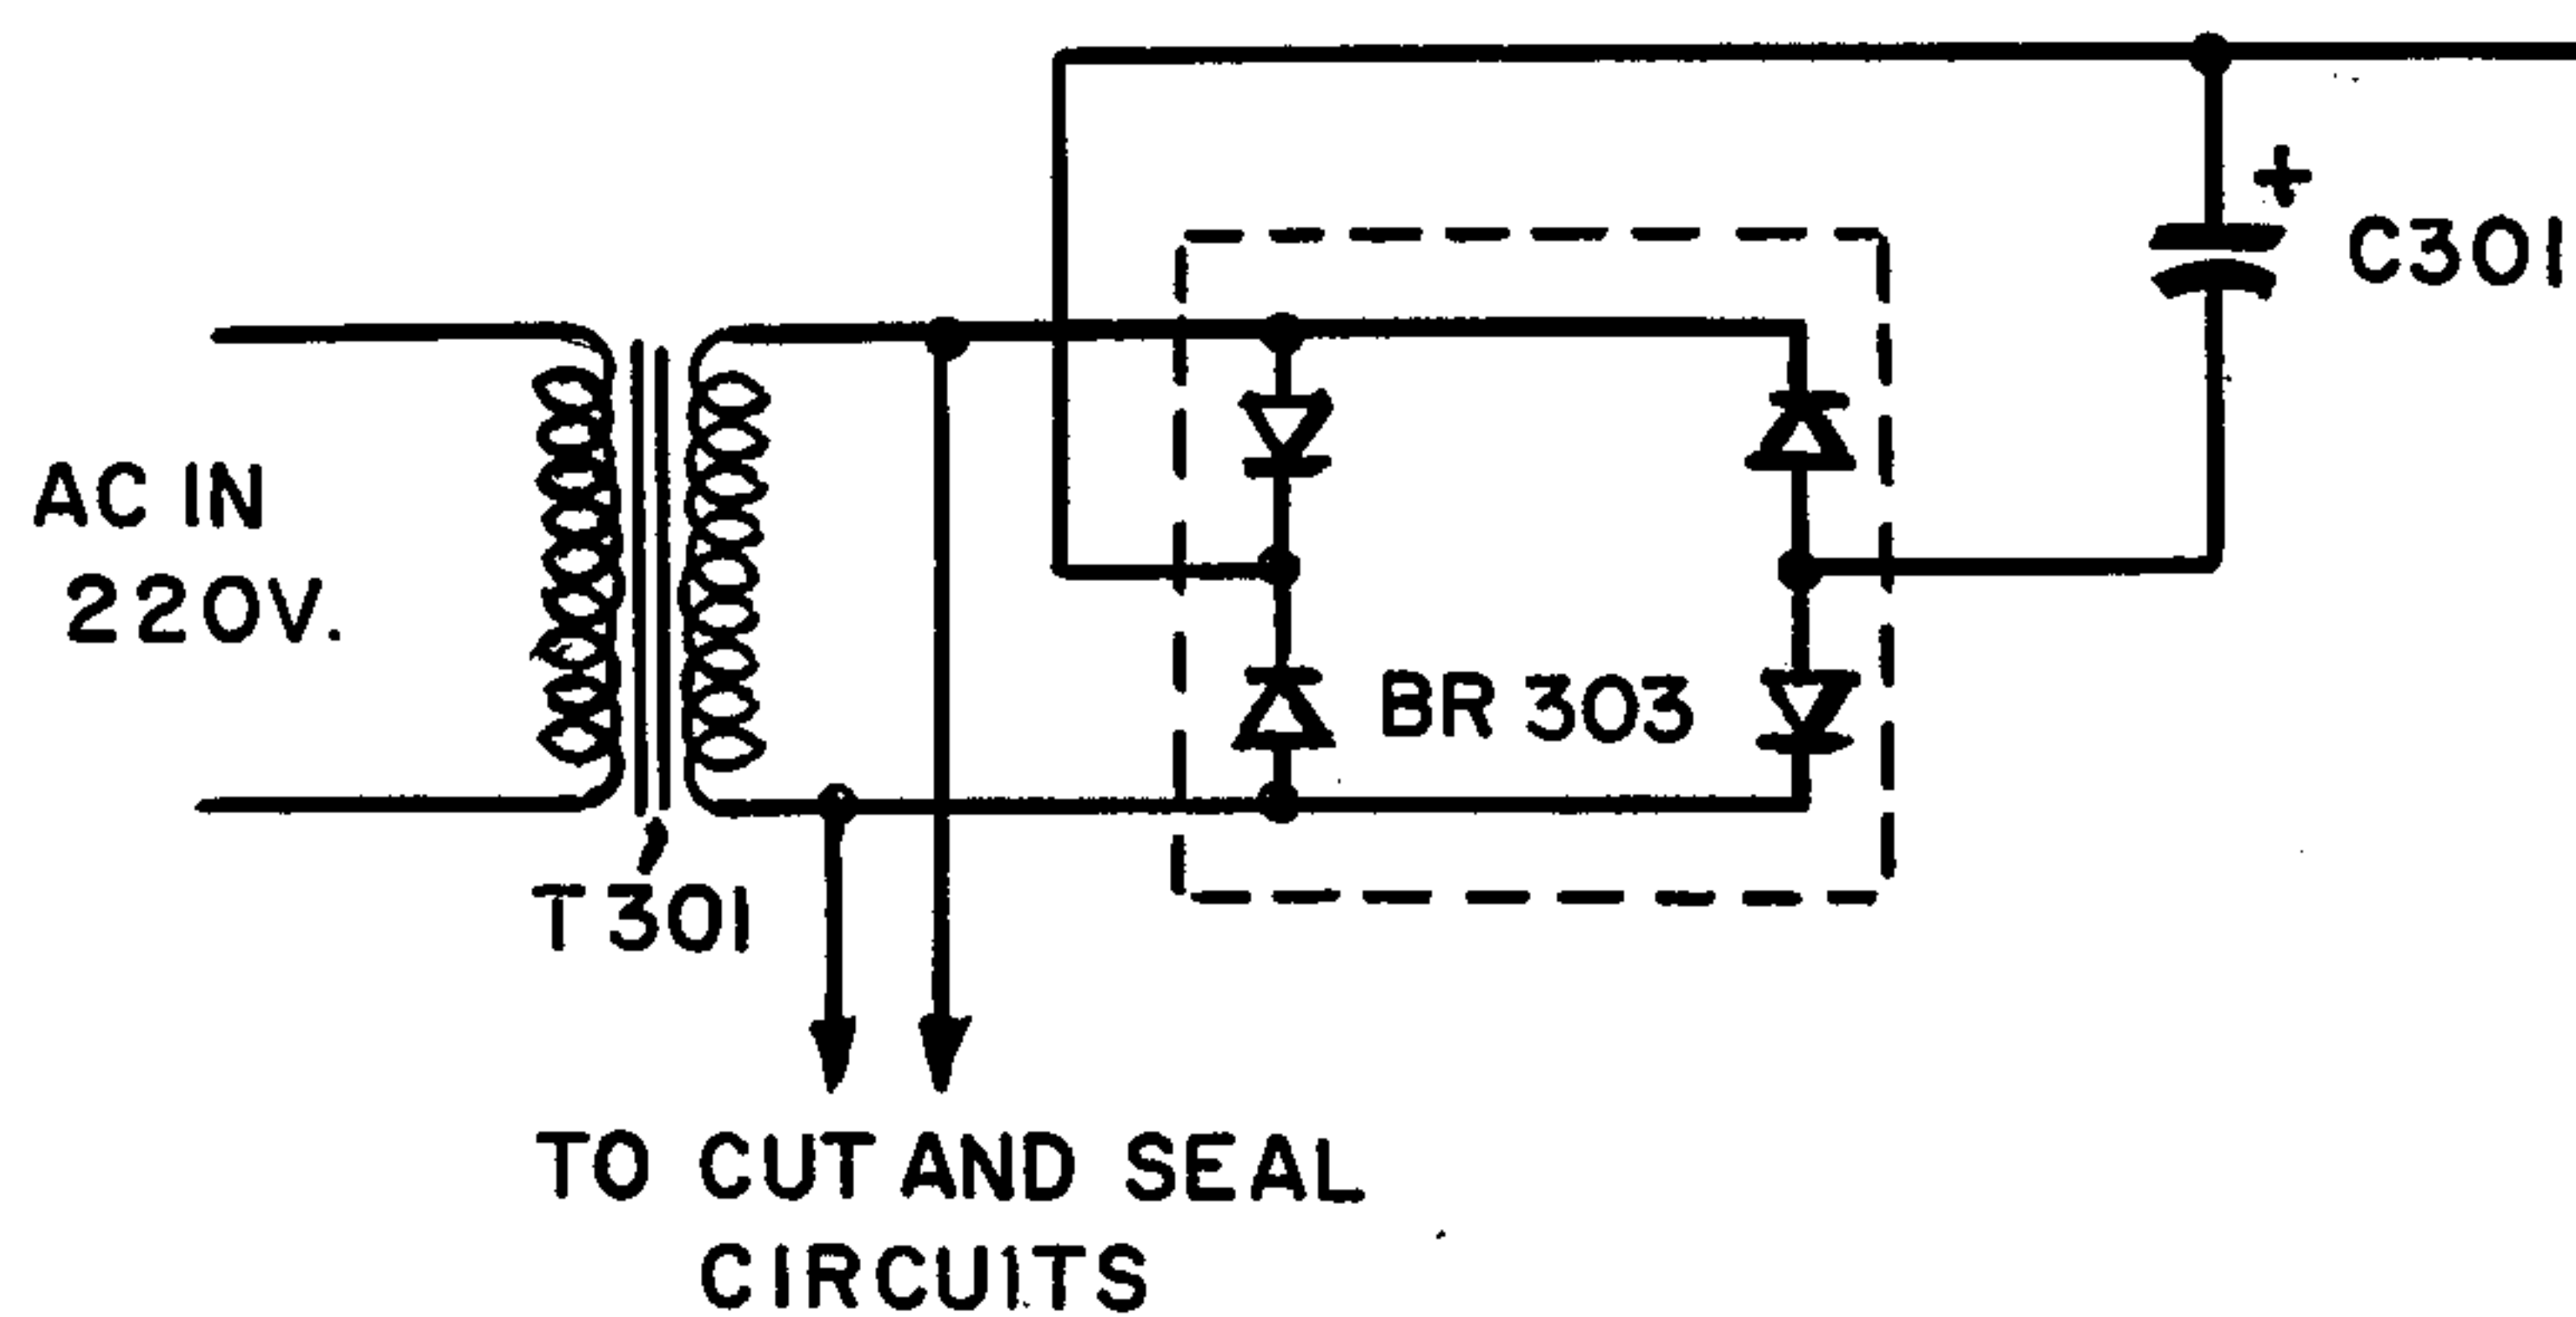 +
C301
AC IN
220V.
BR 303
T301
TO CUT AND SEAL
CIRCUITS